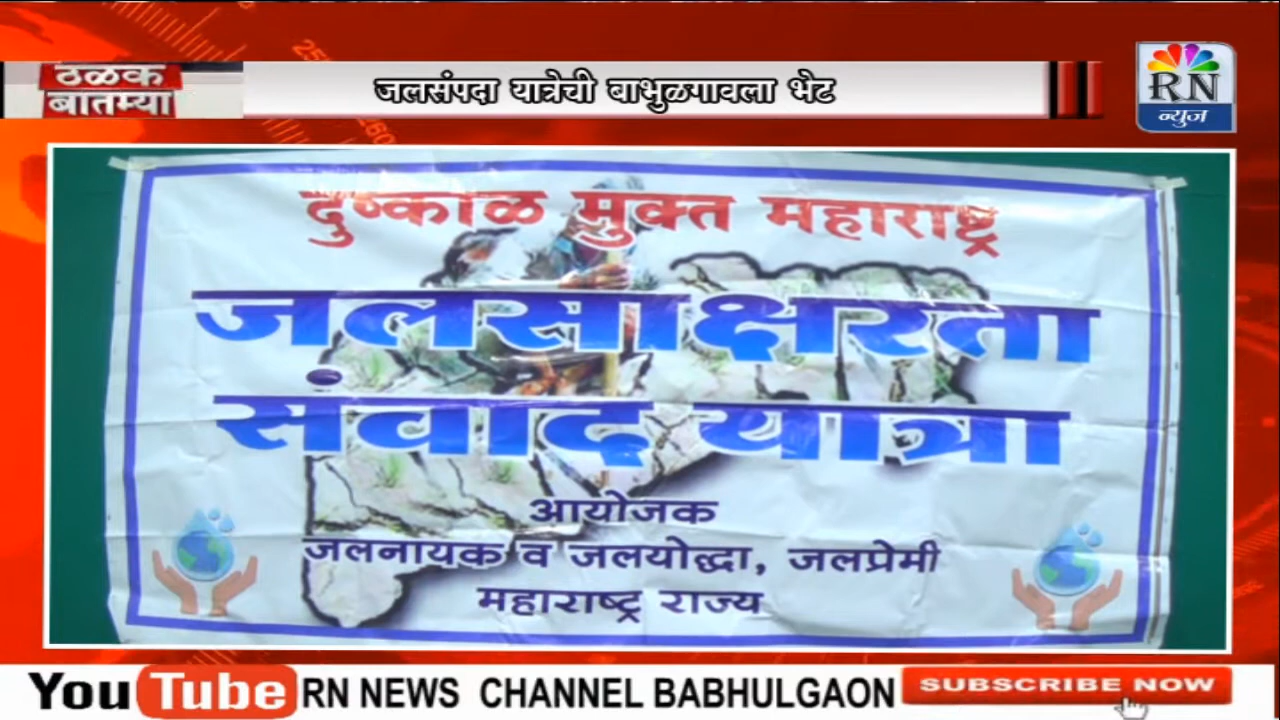 ठळक
बातम्या
जलसंपदा यात्रेची बाभुळगावला भेट
RN
न्युज
दुष्काळ मुक्त महाराष्ट्र
जलसाक्षरता
संवाद यात्रा
आयोजक
जलनायक व जलयोद्धा, जलप्रेमी
महाराष्ट्र राज्य
YouTube RN NEWS CHANNEL BABHULGAON SUBSCRIBE NOW